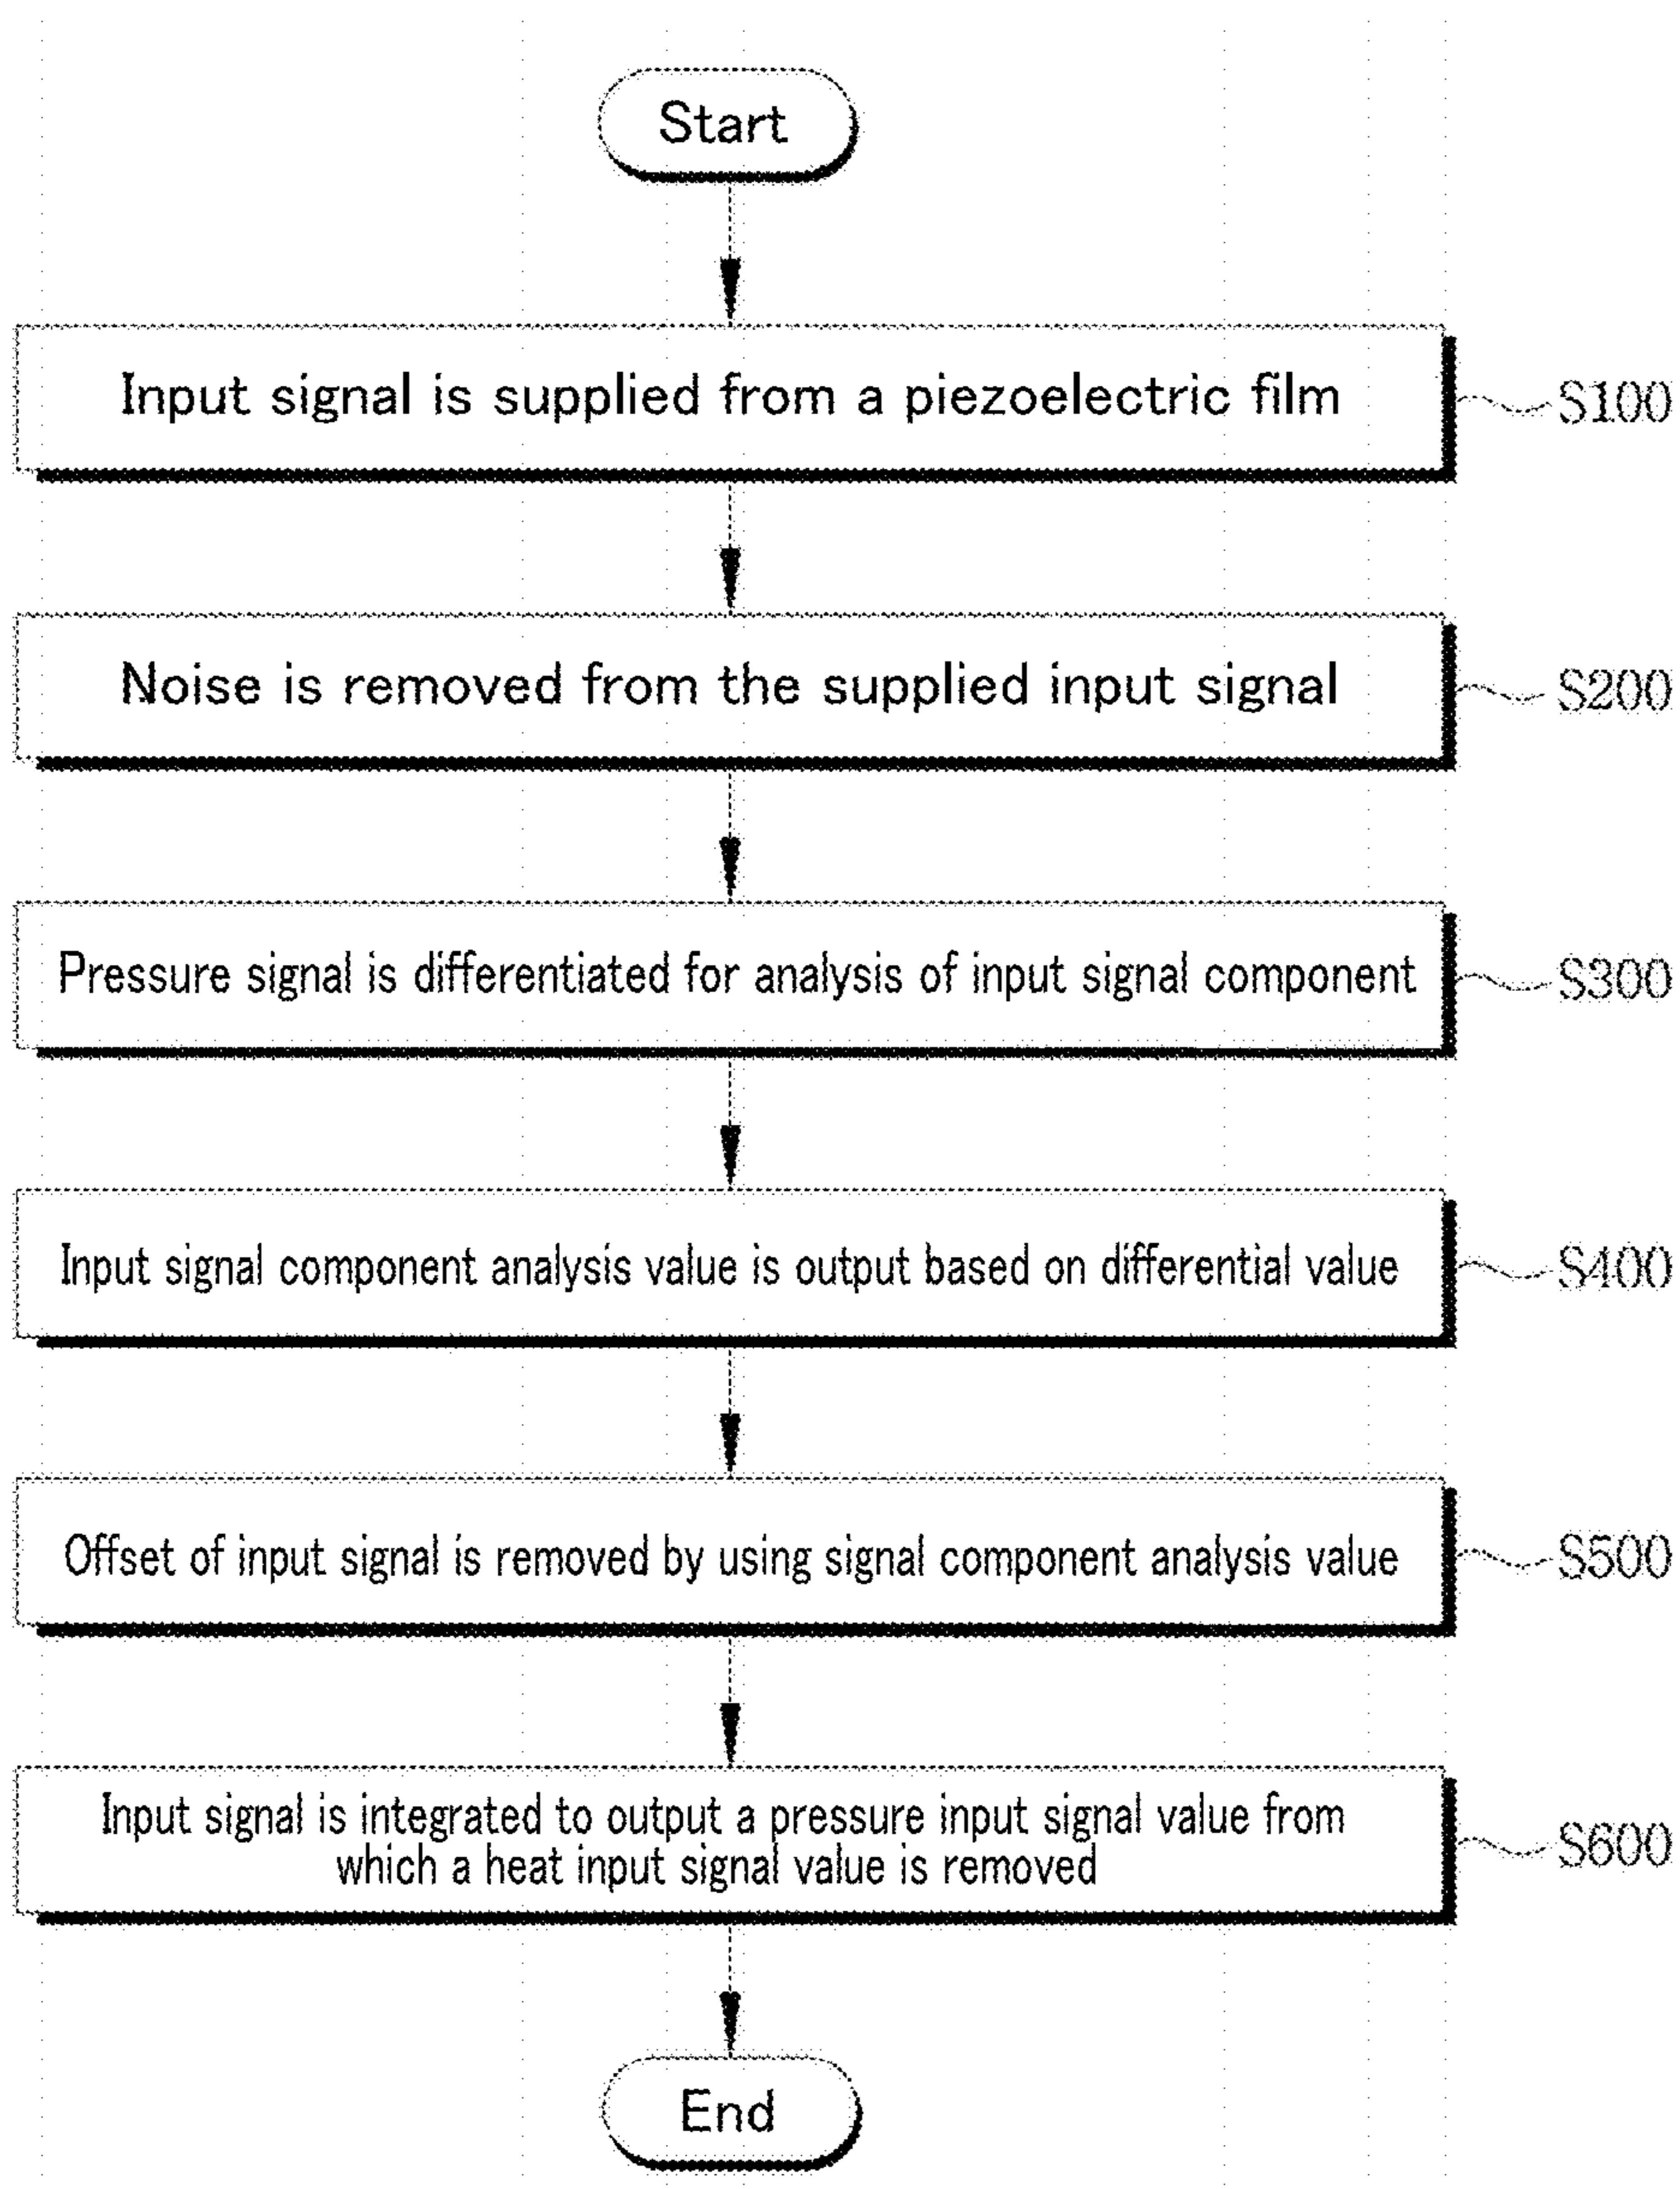 Start
Input signal is supplied from a piezoelectric film
S100
Noise is removed from the supplied input signal
S200
Pressure signal is differentiated for analysis of input signal component
S300
Input signal component analysis value is output based on differential value
S400
Offset of input signal is removed by using signal component analysis value
S500
Input signal is integrated to output a pressure input signal value from
which a heat input signal value is removed
S600
End